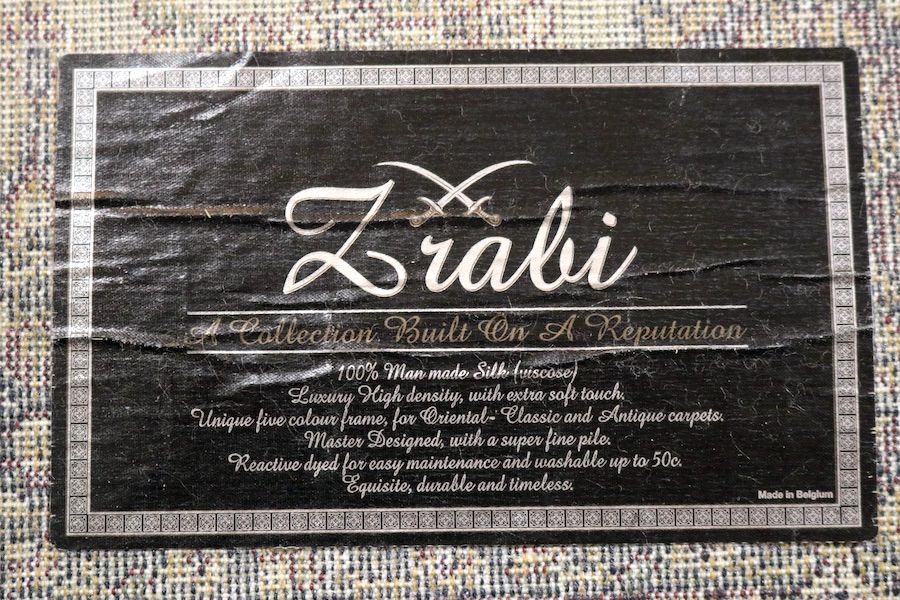 Zrabi
A Collection Built On A Reputation
* 100% Man made Silk (viscose)
Luxury High density, with extra soft touch.
Unique five colour frame, for Oriental- Classic and Antique carpets.
Master Designed, with a super fine pile.
Reactive dyed for easy maintenance and washable up to 50c.
Equisite, durable and timeless.
Made in Belgium